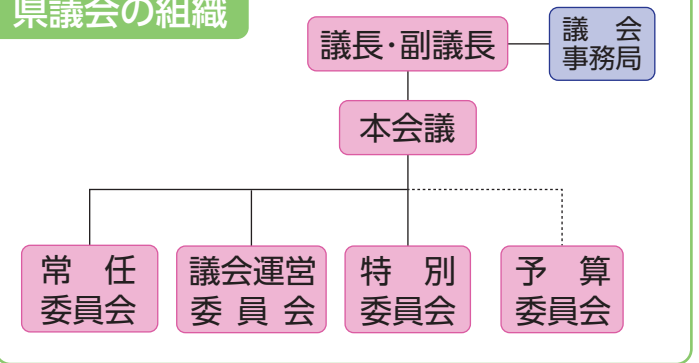 県議会の組織
議長・副議長
議会
事務局
本会議
常任
委員会
議会運営
委員会
特別
委員会
予算
委員会